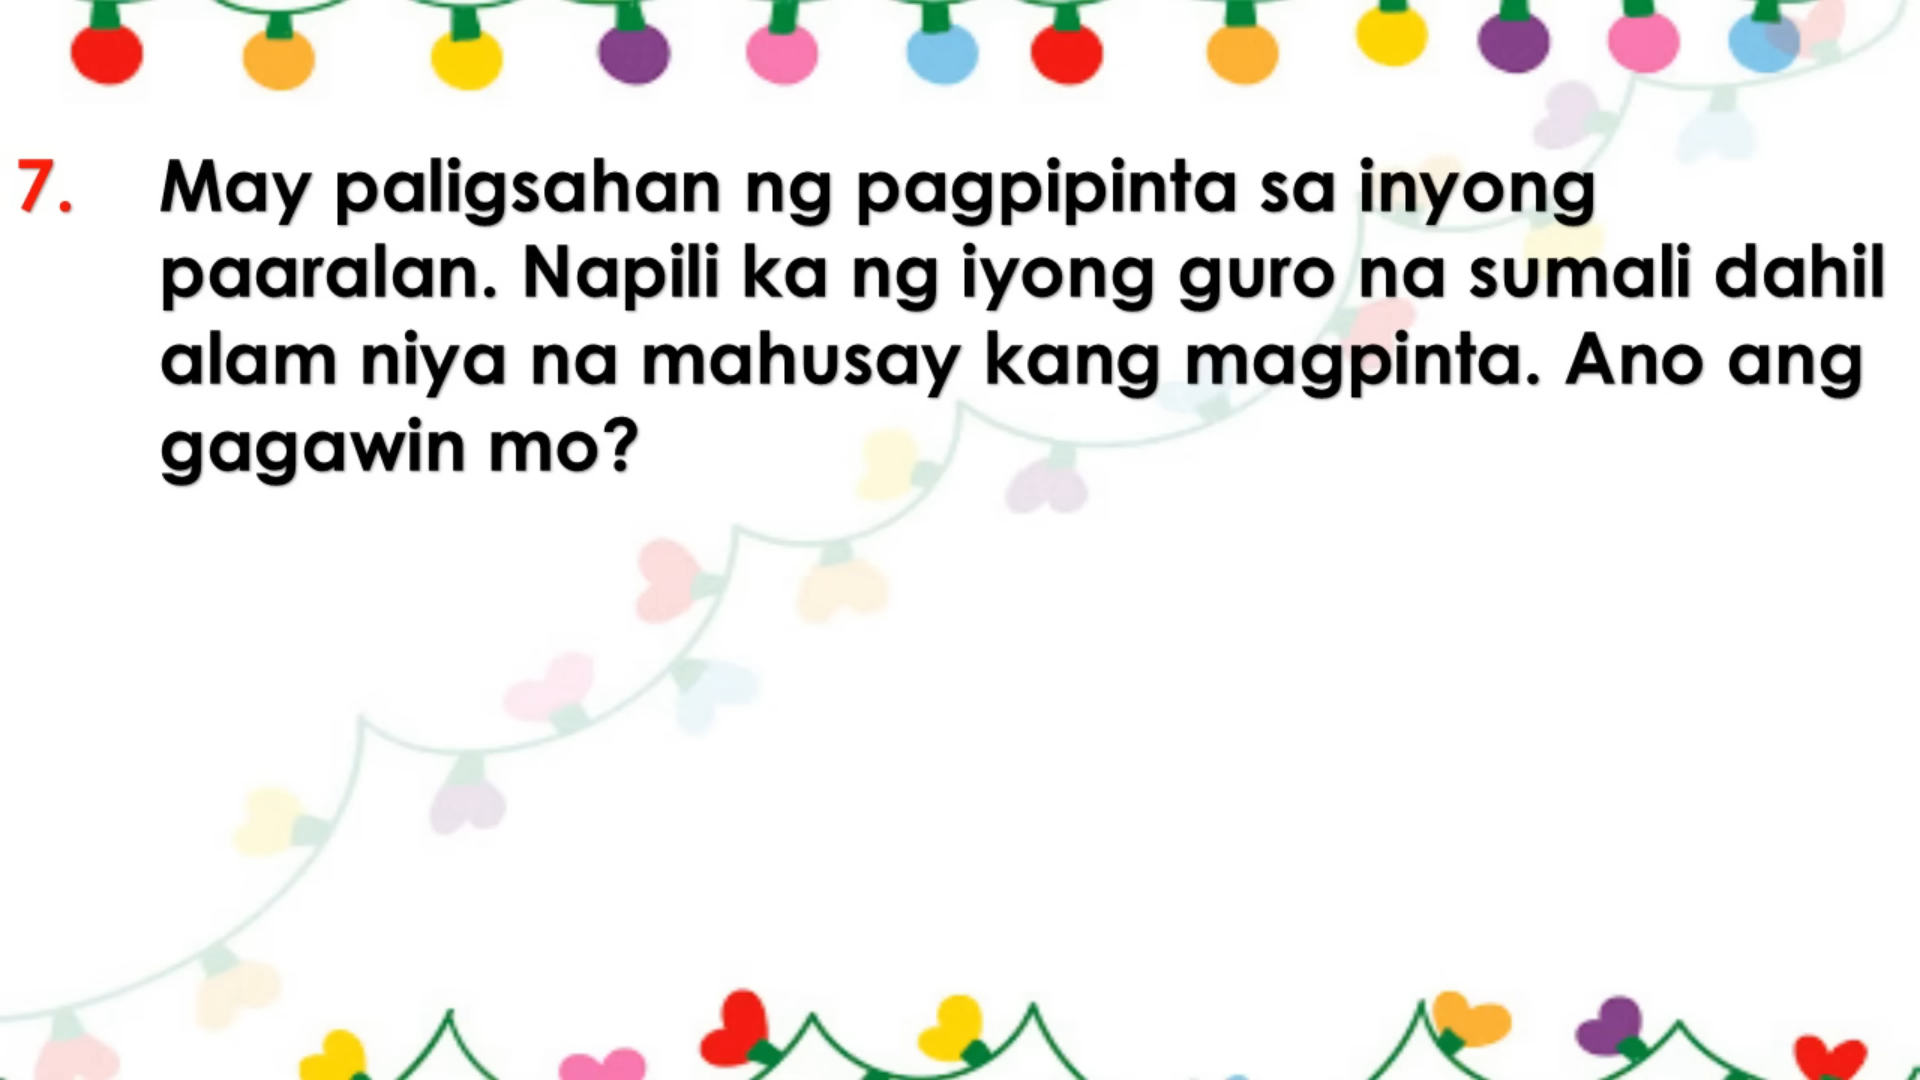 7. May paligsahan ng pagpipinta sa inyong
paaralan. Napili ka ng iyong guro na sumali dahil
alam niya na mahusay kang magpinta. Ano ang
gagawin mo?